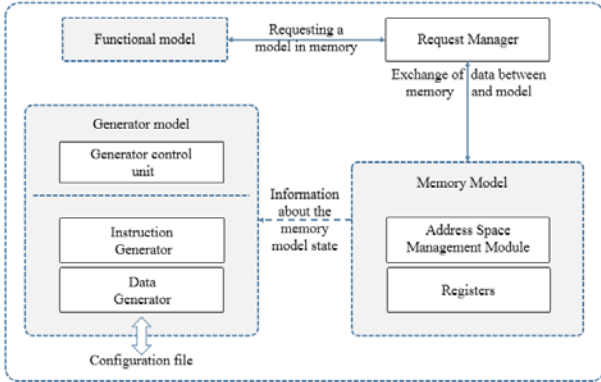 Functional model
Requesting a
model in memory
Request Manager
Exchange of data between
memory and model
Generator model
Generator control
unit
Instruction
Generator
Data
Generator
Configuration file
Information
about the
memory
model state
Memory Model
Address Space
Management Module
Registers